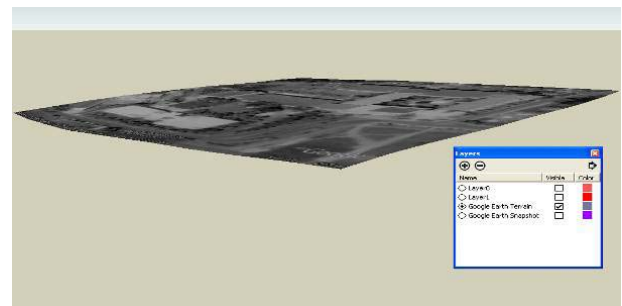 Layers
Name Visible Color
Layer0
Layer1
Google Earth Terrain
Google Earth Snapshot